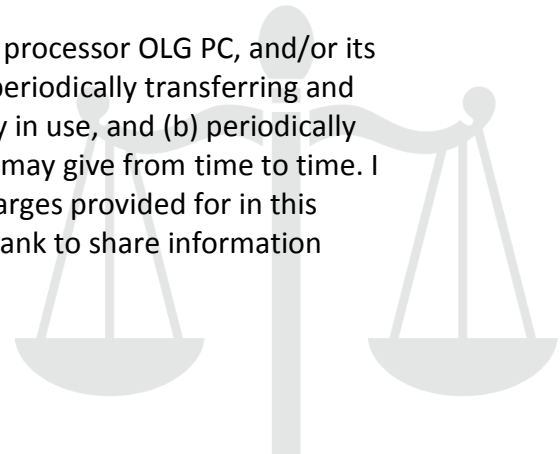 processor OLG PC, and/or its
periodically transferring and
y in use, and (b) periodically
may give from time to time. I
arges provided for in this
ank to share information